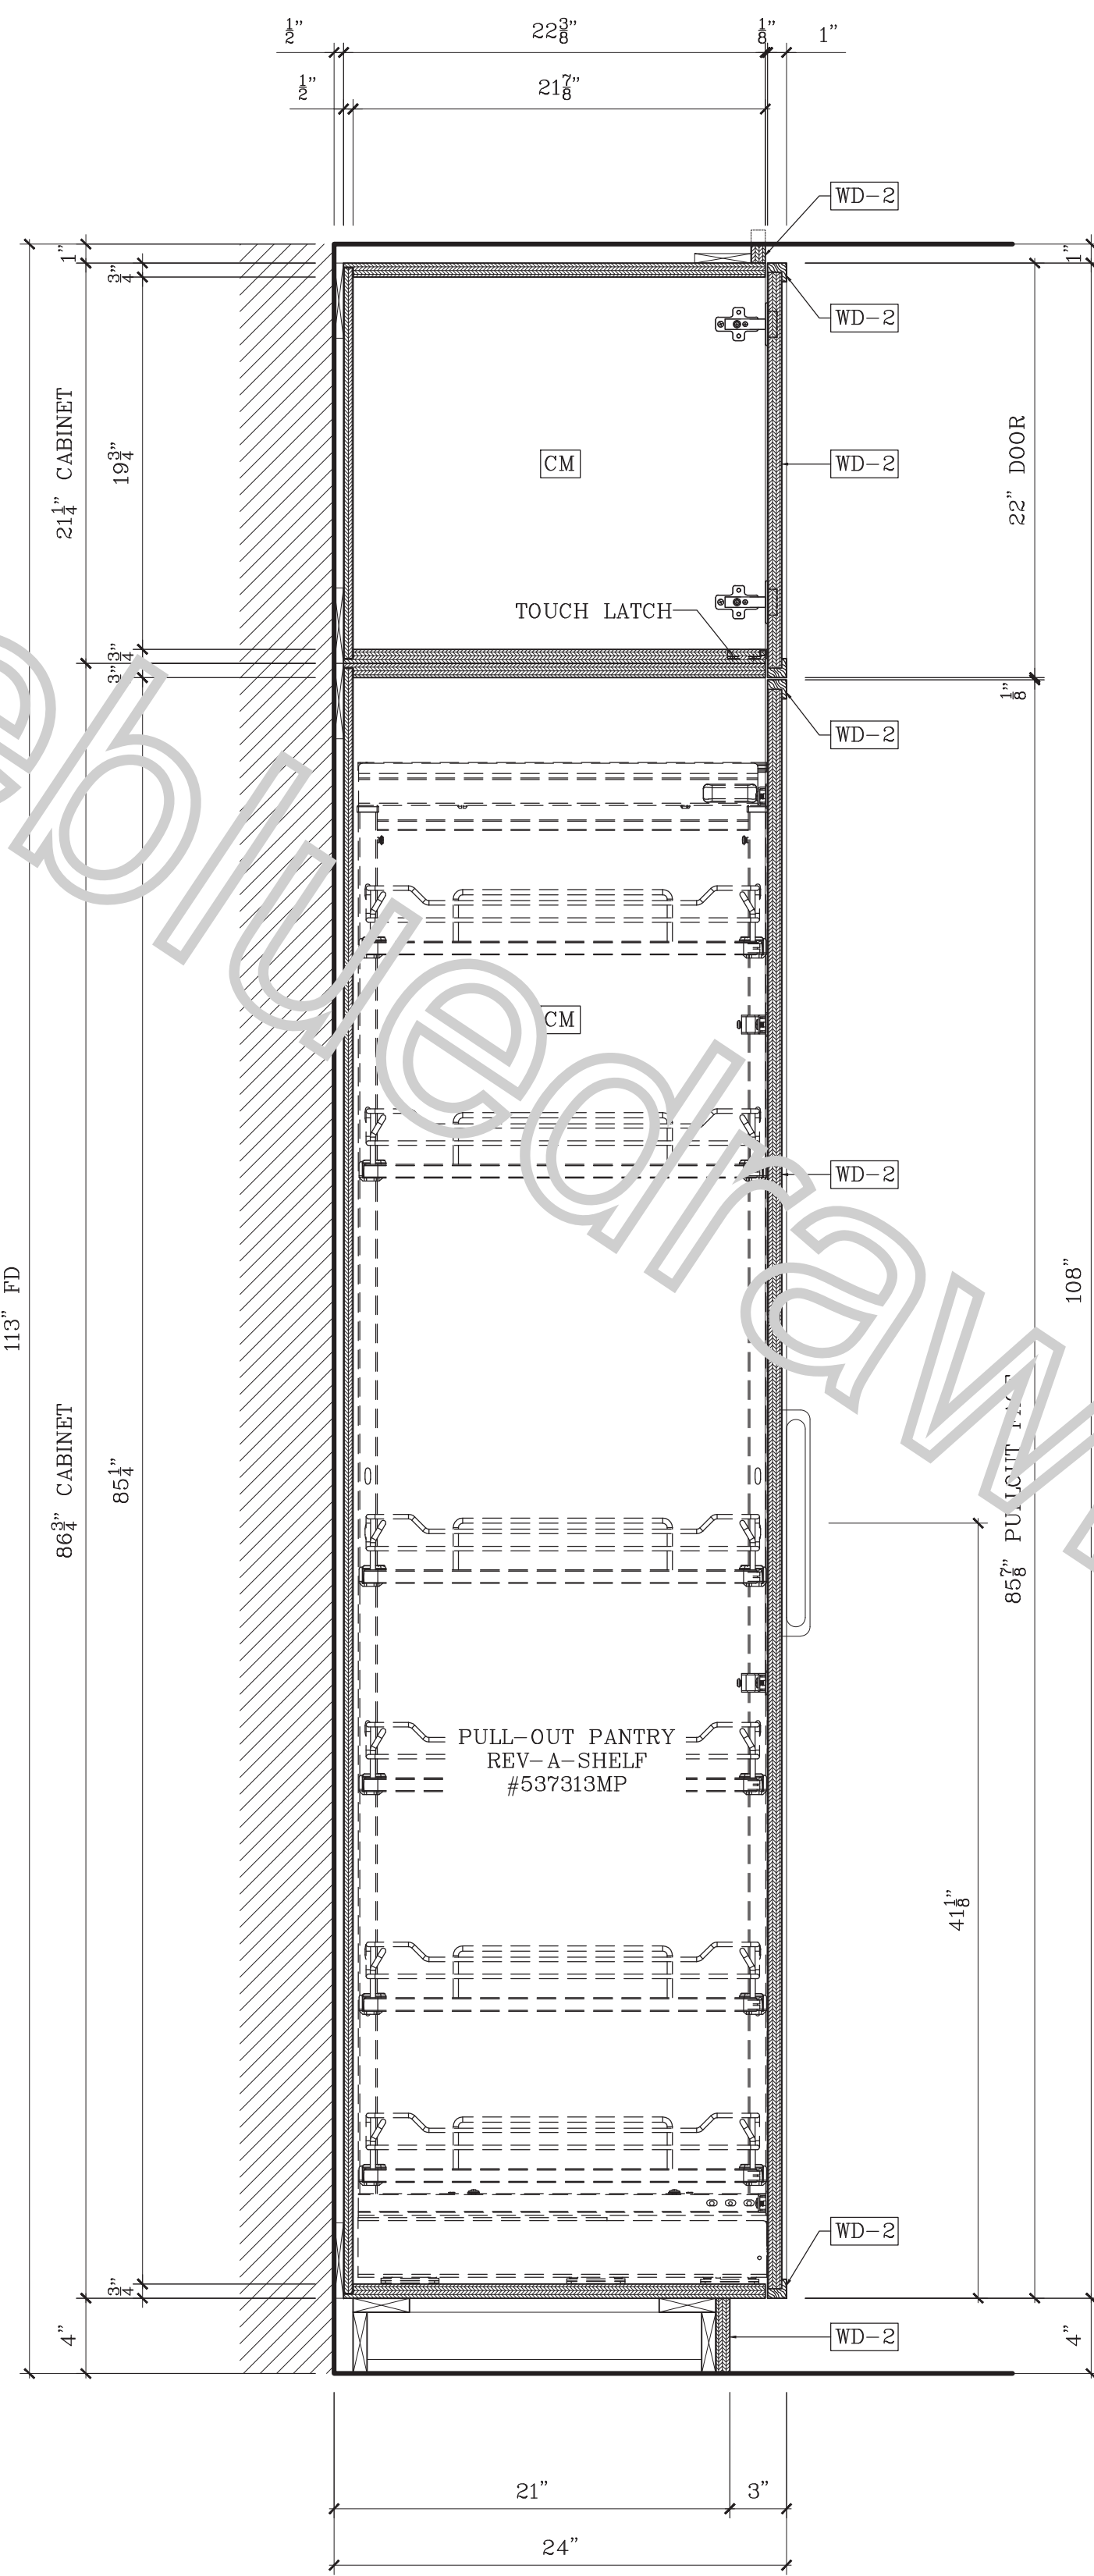 1/2"
22 3/8"
1/8"
1"
1/2"
21 7/8"
WD-2
1"
3/4"
1"
WD-2
21 1/4" CABINET
19 3/4"
CM
WD-2
22" DOOR
TOUCH LATCH
3/4"
3/4"
1/8"
WD-2
CM
WD-2
113" FD
108"
86 3/4" CABINET
85 1/4"
85 7/8" PULLOUT
PULL-OUT PANTRY
REV-A-SHELF
#537313MP
41 1/8"
WD-2
3/4"
4"
WD-2
4"
21"
3"
24"